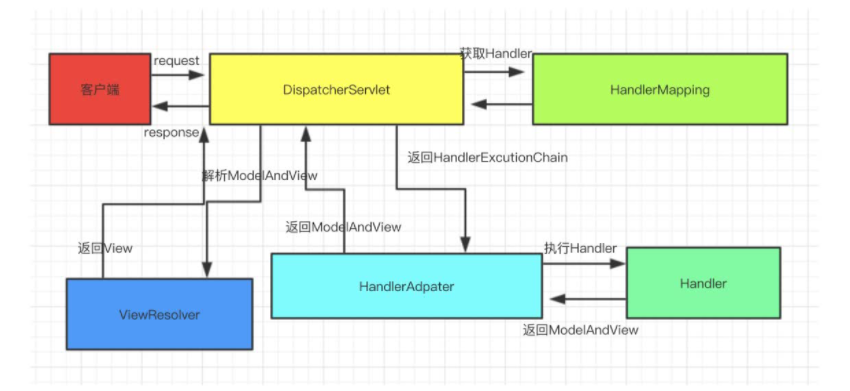 request
获取Handler
客户端
DispatcherServlet
HandlerMapping
response
返回HandlerExcutionChain
解析ModelAndView
返回ModelAndView
返回View
执行Handler
HandlerAdpater
Handler
ViewResolver
返回ModelAndView